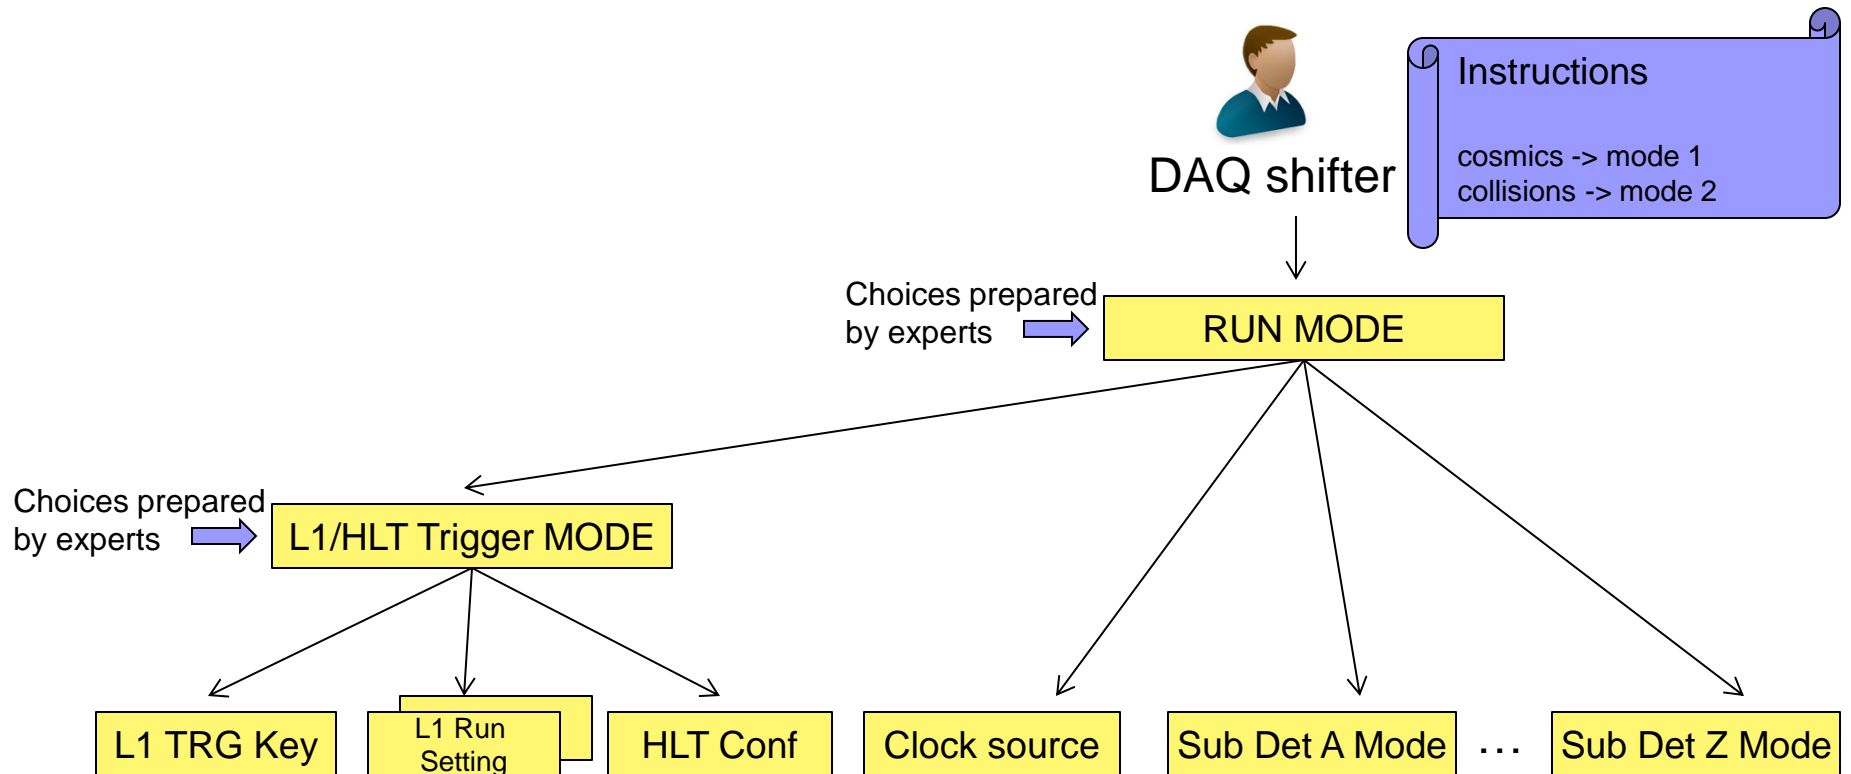 Instructions
cosmics -> mode 1
collisions -> mode 2
DAQ shifter
Choices prepared
by experts
RUN MODE
Choices prepared
by experts
L1/HLT Trigger MODE
L1 TRG Key
L1 Run
Setting
HLT Conf
Clock source
Sub Det A Mode
...
Sub Det Z Mode